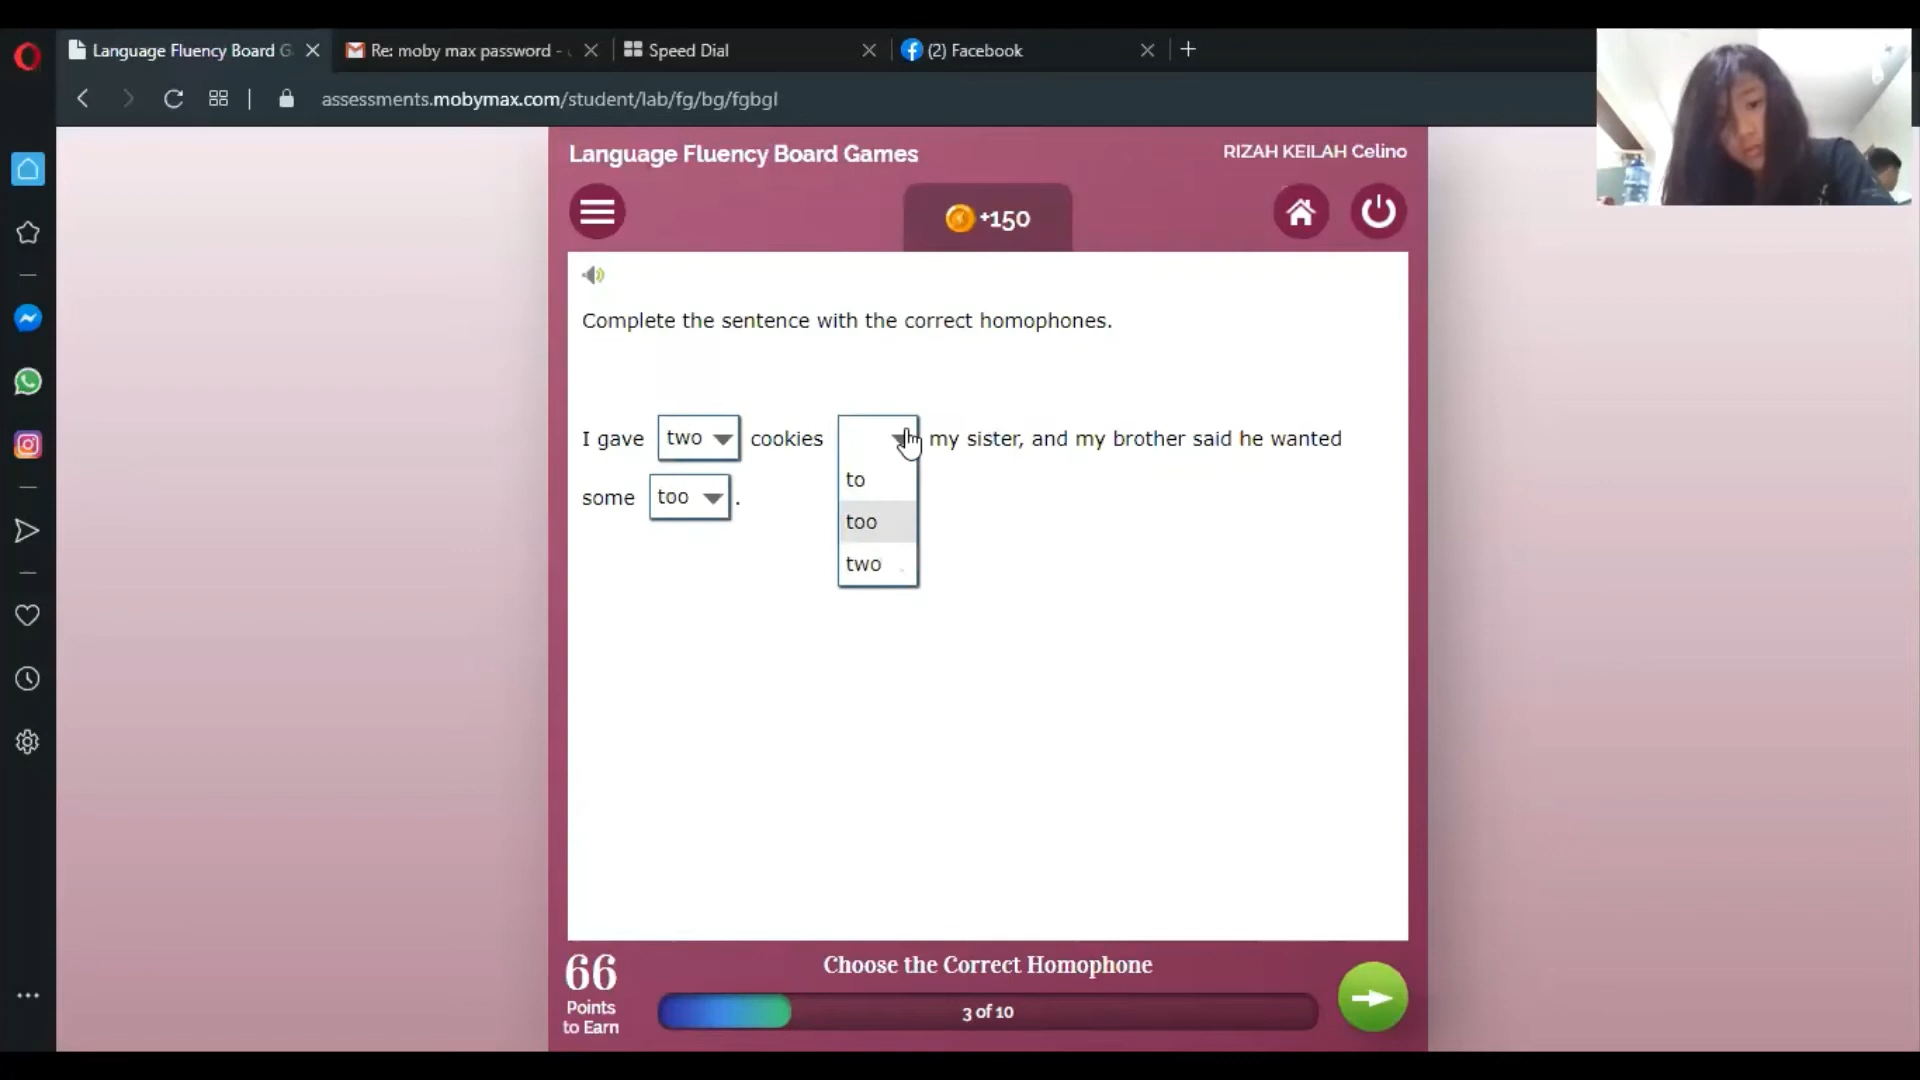 Language Fluency Board G
Re: moby max password -
Speed Dial
(2) Facebook
assessments.mobymax.com/student/lab/fg/bg/fgbgl
Language Fluency Board Games
RIZAH KEILAH Celino
+150
Complete the sentence with the correct homophones.
I gave two cookies my sister, and my brother said he wanted
some too .
to
too
two
66
Points
to Earn
Choose the Correct Homophone
3 of 10